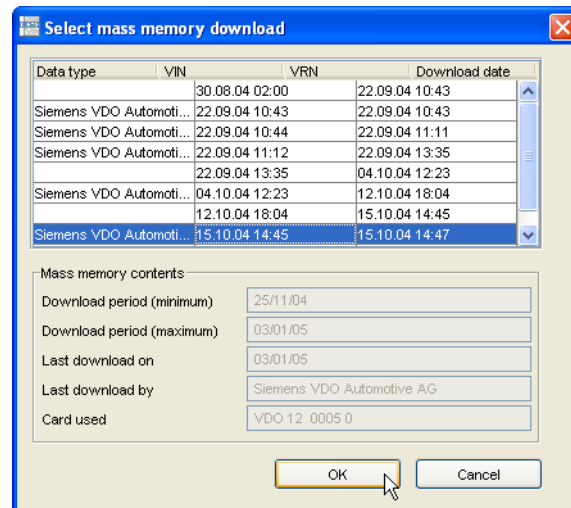 Select mass memory download
Data type VIN VRN Download date
30.08.04 02:00 22.09.04 10:43
Siemens VDO Automoti... 22.09.04 10:43 22.09.04 10:43
Siemens VDO Automoti... 22.09.04 10:44 22.09.04 11:11
Siemens VDO Automoti... 22.09.04 11:12 22.09.04 13:35
22.09.04 13:35 04.10.04 12:23
Siemens VDO Automoti... 04.10.04 12:23 12.10.04 18:04
12.10.04 18:04 15.10.04 14:45
Siemens VDO Automoti... 15.10.04 14:45 15.10.04 14:47
Mass memory contents
Download period (minimum) 25/11/04
Download period (maximum) 03/01/05
Last download on 03/01/05
Last download by Siemens VDO Automotive AG
Card used VDO 12 0005 0
OK Cancel